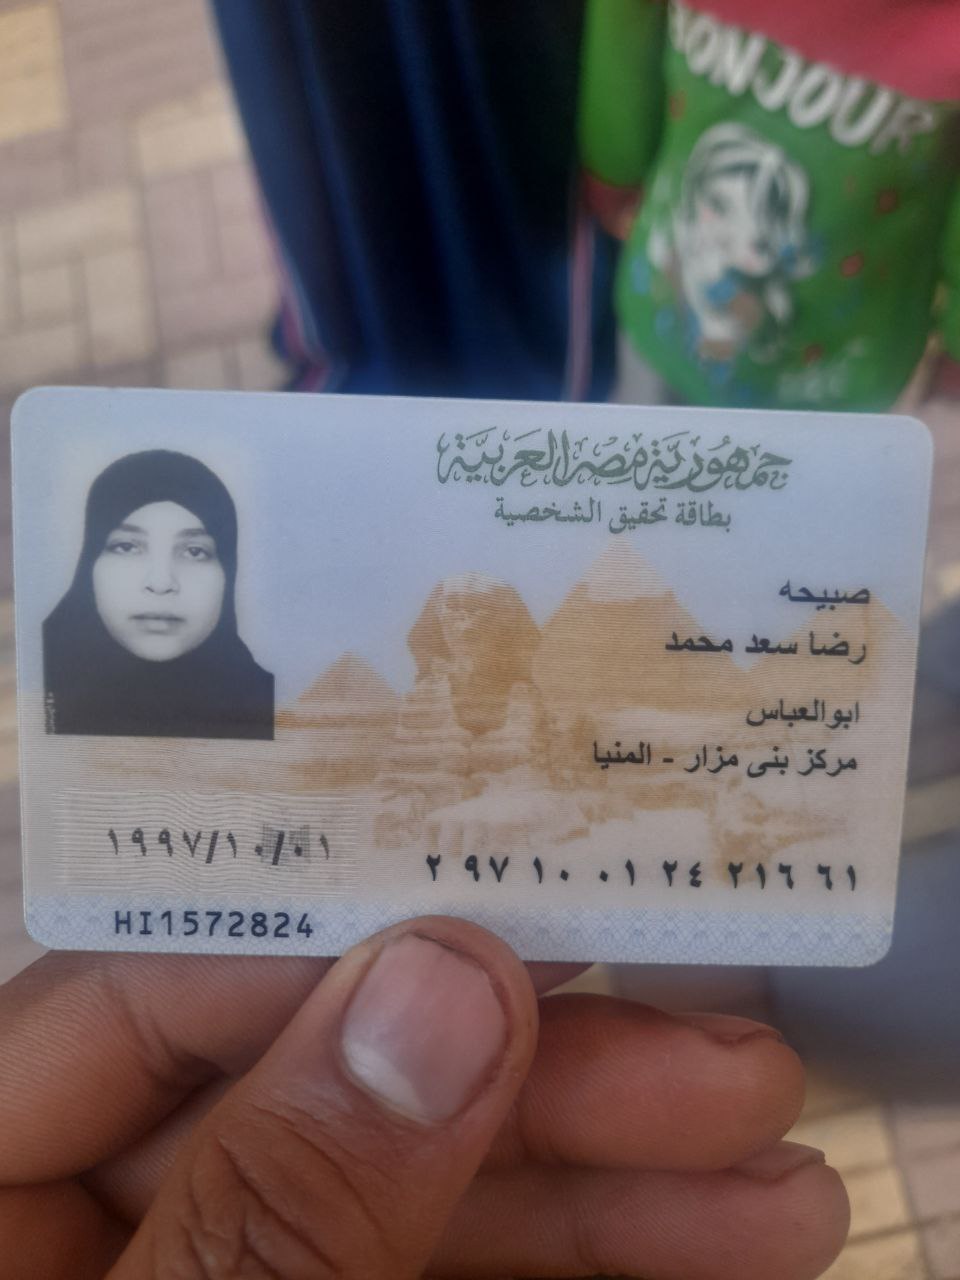 BONJOUR
جمهورية مصر العربية
بطاقة تحقيق الشخصية
صبيحه
رضا سعد محمد
ابوالعباس
مركز بنى مزار - المنيا
٢ ٩٧ ١٠ ٠١ ٢٤ ٢١٦ ٦١
١٩٩٧/١٠/٠١
HI1572824